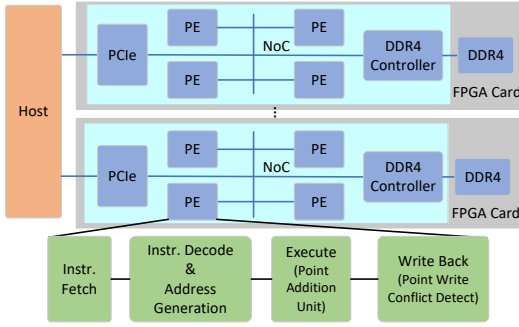 Host
PCIe
PE
PE
NoC
PE
PE
DDR4
Controller
DDR4
FPGA Card
PCIe
PE
PE
NoC
PE
PE
DDR4
Controller
DDR4
FPGA Card
Instr.
Fetch
Instr. Decode
&
Address
Generation
Execute
(Point
Addition
Unit)
Write Back
(Point Write
Conflict Detect)